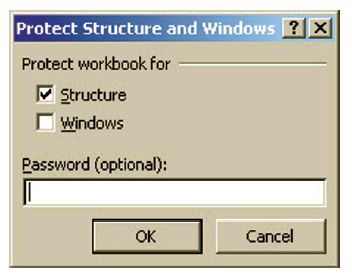 Protect Structure and Windows
Protect workbook for
Structure
Windows
Password (optional):
OK Cancel